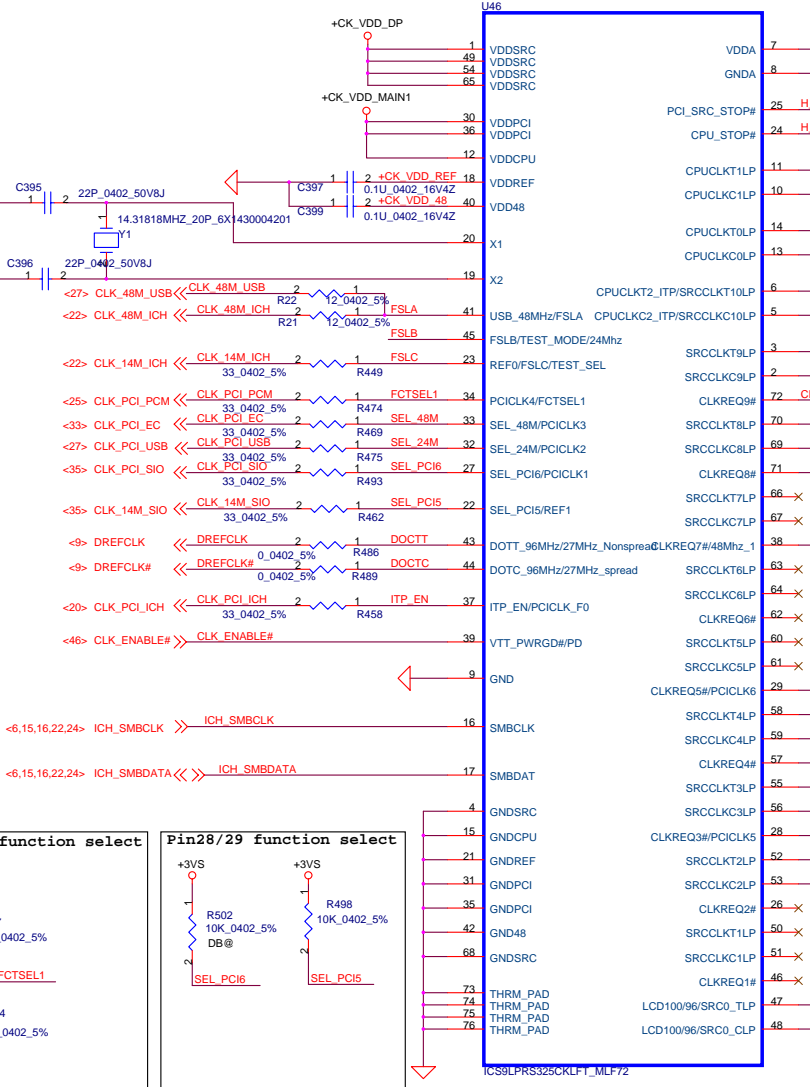 U46
+CK_VDD_DP
1 VDDSRC
49 VDDSRC
54 VDDSRC
65 VDDSRC
+CK_VDD_MAIN1
30 VDDPCI
36 VDDPCI
12 VDDCPU
C397 1 2 +CK_VDD_REF 18 VDDREF
0.1U_0402_16V4Z
C399 1 2 +CK_VDD_48 40 VDD48
0.1U_0402_16V4Z
C395 1 2 22P_0402_50V8J
14.31818MHZ_20P_6X1430004201
Y1
20 X1
C396 1 2 22P_0402_50V8J
19 X2
<27> CLK_48M_USB CLK_48M_USB 2 1
R22 12_0402_5%
<22> CLK_48M_ICH CLK_48M_ICH 2 1 FSLA 41 USB_48MHz/FSLA
R21 12_0402_5%
FSLB 45 FSLB/TEST_MODE/24Mhz
<22> CLK_14M_ICH CLK_14M_ICH 2 1 FSLC 23 REF0/FSLC/TEST_SEL
33_0402_5% R449
<25> CLK_PCI_PCM CLK_PCI_PCM 2 1 FCTSEL1 34 PCICLK4/FCTSEL1
33_0402_5% R474
<33> CLK_PCI_EC CLK_PCI_EC 2 1 SEL_48M 33 SEL_48M/PCICLK3
33_0402_5% R469
<27> CLK_PCI_USB CLK_PCI_USB 2 1 SEL_24M 32 SEL_24M/PCICLK2
33_0402_5% R475
<35> CLK_PCI_SIO CLK_PCI_SIO 2 1 SEL_PCI6 27 SEL_PCI6/PCICLK1
33_0402_5% R493
<35> CLK_14M_SIO CLK_14M_SIO 2 1 SEL_PCI5 22 SEL_PCI5/REF1
33_0402_5% R462
<9> DREFCLK DREFCLK 2 1 DOCTT 43 DOTT_96MHz/27MHz_Nonspread
0_0402_5% R486
<9> DREFCLK# DREFCLK# 2 1 DOCTC 44 DOTC_96MHz/27MHz_spread
0_0402_5% R489
<20> CLK_PCI_ICH CLK_PCI_ICH 2 1 ITP_EN 37 ITP_EN/PCICLK_F0
33_0402_5% R458
<46> CLK_ENABLE# CLK_ENABLE# 39 VTT_PWRGD#/PD
9 GND
<6,15,16,22,24> ICH_SMBCLK ICH_SMBCLK 16 SMBCLK
<6,15,16,22,24> ICH_SMBDATA ICH_SMBDATA 17 SMBDAT
4 GNDSRC
15 GNDCPU
21 GNDREF
31 GNDPCI
35 GNDPCI
42 GND48
68 GNDSRC
73 THRM_PAD
74 THRM_PAD
75 THRM_PAD
76 THRM_PAD
VDDA 7
GNDA 8
PCI_SRC_STOP# 25 H
CPU_STOP# 24 H
CPUCLKT1LP 11
CPUCLKC1LP 10
CPUCLKT0LP 14
CPUCLKC0LP 13
CPUCLKT2_ITP/SRCCLKT10LP 6
CPUCLKC2_ITP/SRCCLKC10LP 5
SRCCLKT9LP 3
SRCCLKC9LP 2
CLKREQ9# 72
SRCCLKT8LP 70
SRCCLKC8LP 69
CLKREQ8# 71
SRCCLKT7LP 66
SRCCLKC7LP 67
CLKREQ7#/48Mhz_1 38
SRCCLKT6LP 63
SRCCLKC6LP 64
CLKREQ6# 62
SRCCLKT5LP 60
SRCCLKC5LP 61
CLKREQ5#/PCICLK6 29
SRCCLKT4LP 58
SRCCLKC4LP 59
CLKREQ4# 57
SRCCLKT3LP 55
SRCCLKC3LP 56
CLKREQ3#/PCICLK5 28
SRCCLKT2LP 52
SRCCLKC2LP 53
CLKREQ2# 26
SRCCLKT1LP 50
SRCCLKC1LP 51
CLKREQ1# 46
LCD100/96/SRC0_TLP 47
LCD100/96/SRC0_CLP 48
ICS9LPRS325CKLFT_MLF72
function select
0402_5%
FCTSEL1
4
0402_5%
Pin28/29 function select
+3VS +3VS
1 1
R502 R498
10K_0402_5% 10K_0402_5%
DB@
2 2
SEL_PCI6 SEL_PCI5